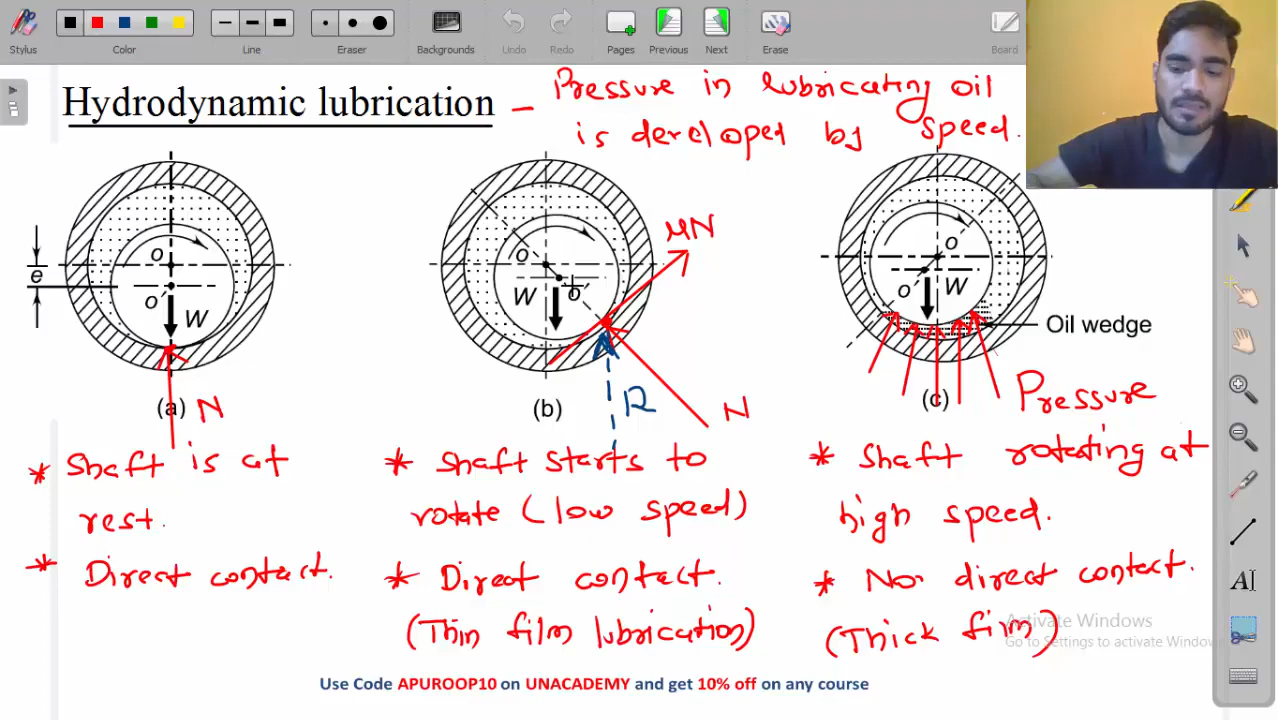 Stylus
Color
Line
Eraser
Backgrounds
Undo
Redo
Pages
Previous
Next
Erase
Board
Hydrodynamic lubrication – Pressure in lubricating oil
is developed by speed.
o
e
o'
W
(a)
N
o
o'
W
μN
(b)
R
N
o
o'
W
Oil wedge
(c)
Pressure
* Shaft is at
rest.
* Direct contact.
* Shaft starts to
rotate (low speed)
* Direct contact.
(Thin film lubrication)
* Shaft rotating at
high speed.
* No direct contact.
(Thick film)
Activate Windows
Go to Settings to activate Windows
Use Code APUROOP10 on UNACADEMY and get 10% off on any course
AI